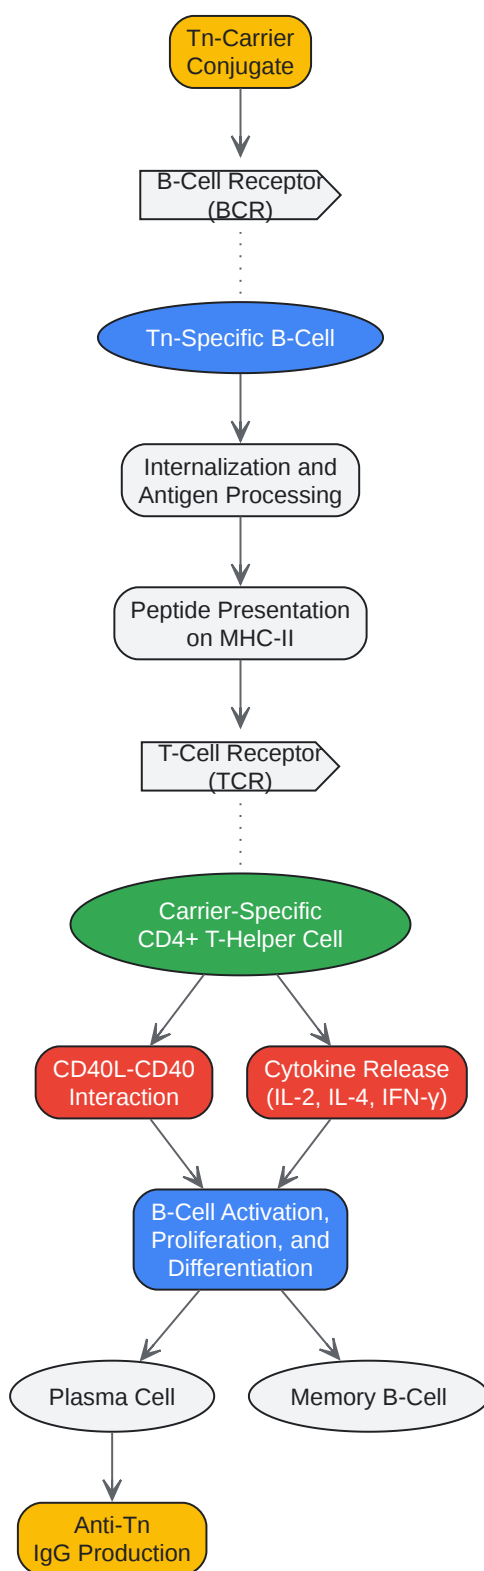 Tn-Carrier
Conjugate
B-Cell Receptor
(BCR)
Tn-Specific B-Cell
Internalization and
Antigen Processing
Peptide Presentation
on MHC-II
T-Cell Receptor
(TCR)
Carrier-Specific
CD4+ T-Helper Cell
CD40L-CD40
Interaction
Cytokine Release
(IL-2, IL-4, IFN-γ)
B-Cell Activation,
Proliferation, and
Differentiation
Plasma Cell
Memory B-Cell
Anti-Tn
IgG Production